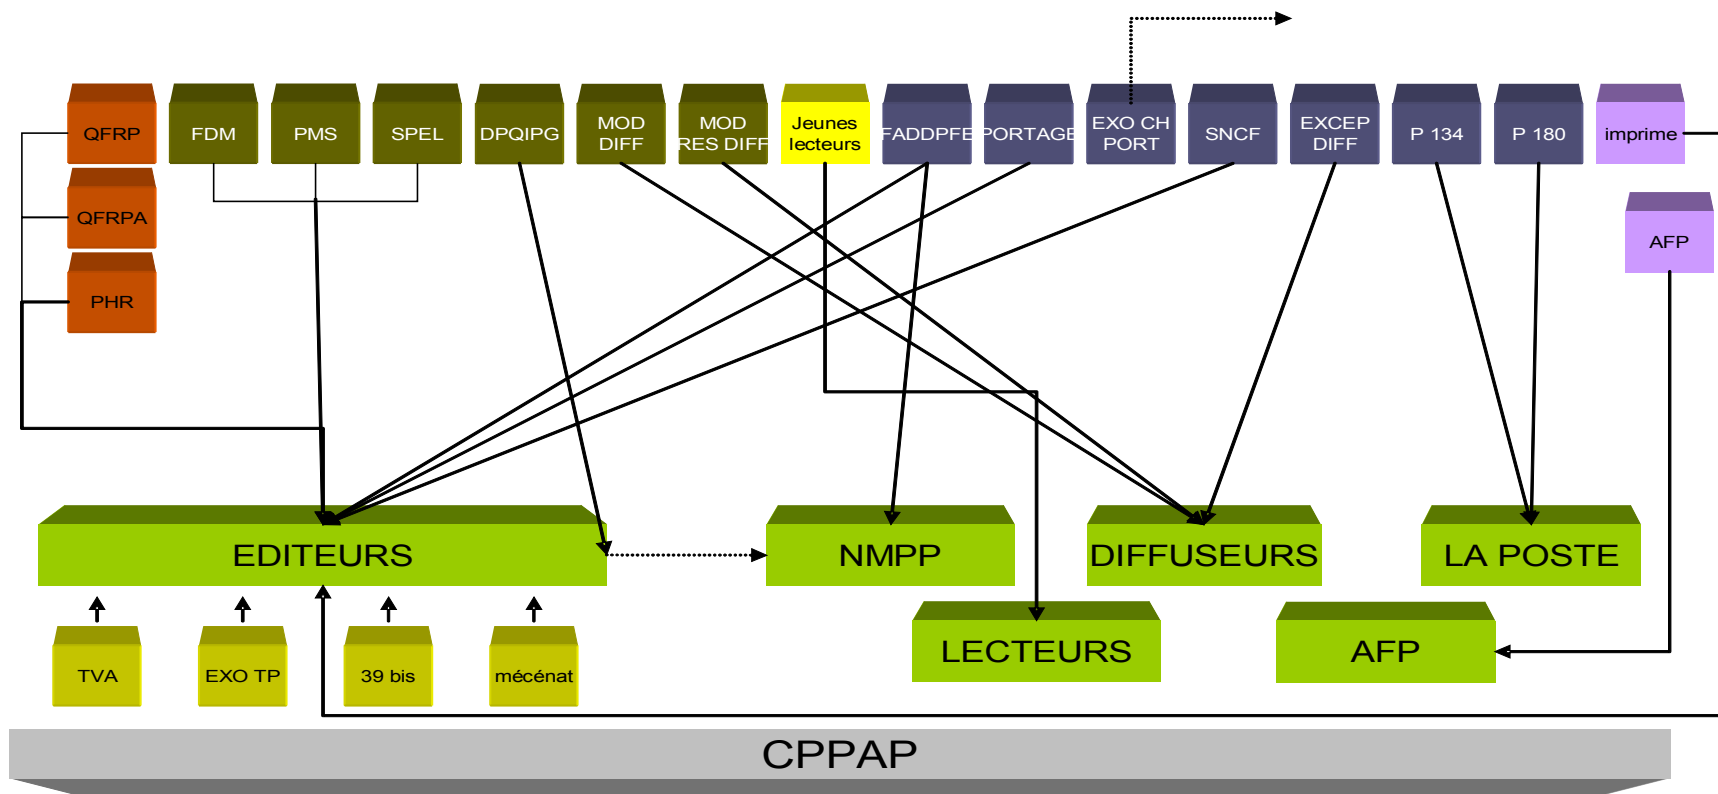 QFRP
FDM
PMS
SPEL
DPQIPG
MOD
DIFF
MOD
RES DIFF
Jeunes
lecteurs
FADDPFE
PORTAGE
EXO CH
PORT
SNCF
EXCEP
DIFF
P 134
P 180
imprime
QFRPA
AFP
PHR
EDITEURS
NMPP
DIFFUSEURS
LA POSTE
LECTEURS
AFP
TVA
EXO TP
39 bis
mécénat
CPPAP